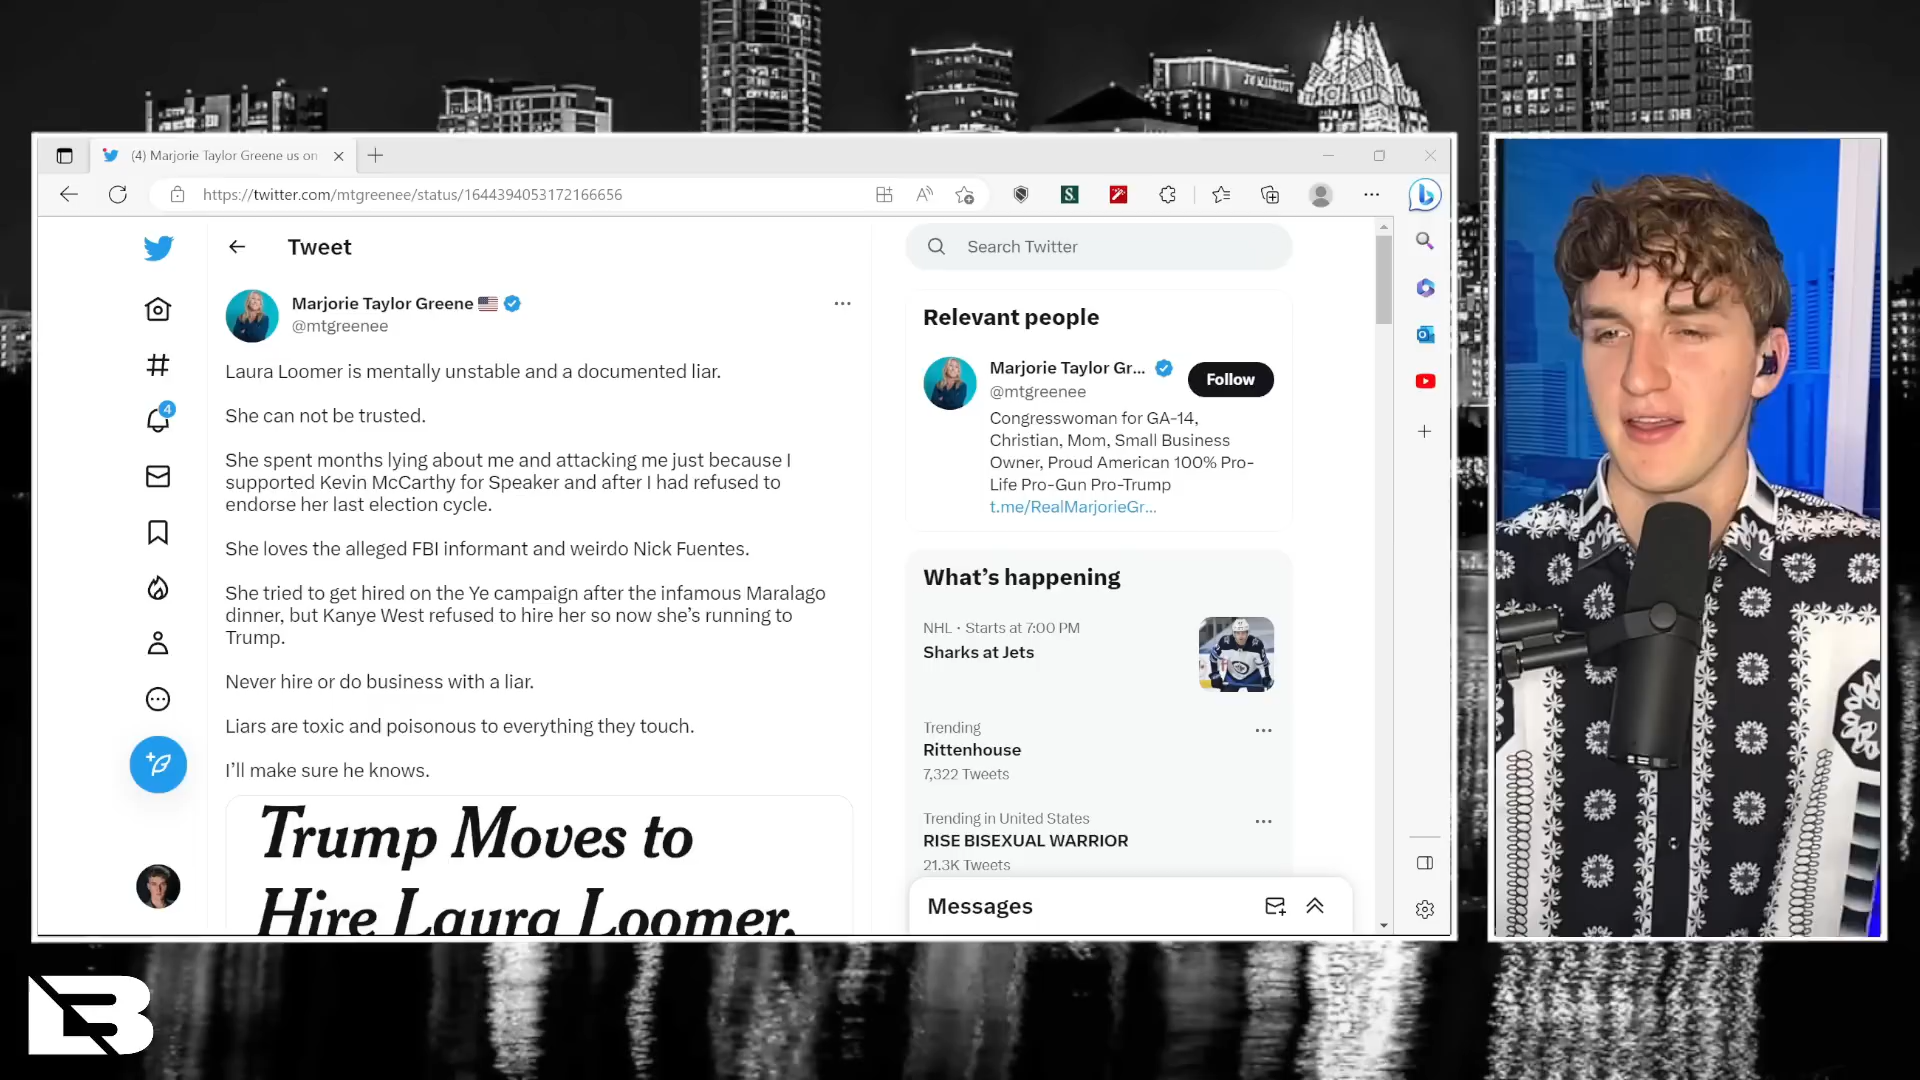 (4) Marjorie Taylor Greene us on
https://twitter.com/mtgreenee/status/1644394053172166656
Tweet
Marjorie Taylor Greene
@mtgreenee
Laura Loomer is mentally unstable and a documented liar.
She can not be trusted.
She spent months lying about me and attacking me just because I
supported Kevin McCarthy for Speaker and after I had refused to
endorse her last election cycle.
She loves the alleged FBI informant and weirdo Nick Fuentes.
She tried to get hired on the Ye campaign after the infamous Maralago
dinner, but Kanye West refused to hire her so now she’s running to
Trump.
Never hire or do business with a liar.
Liars are toxic and poisonous to everything they touch.
I’ll make sure he knows.
Trump Moves to
Hire Laura Loomer,
4
Search Twitter
Relevant people
Marjorie Taylor Gr...
@mtgreenee
Follow
Congresswoman for GA-14,
Christian, Mom, Small Business
Owner, Proud American 100% Pro-
Life Pro-Gun Pro-Trump
t.me/RealMarjorieGr...
What’s happening
NHL · Starts at 7:00 PM
Sharks at Jets
Trending
Rittenhouse
7,322 Tweets
Trending in United States
RISE BISEXUAL WARRIOR
21.3K Tweets
Messages